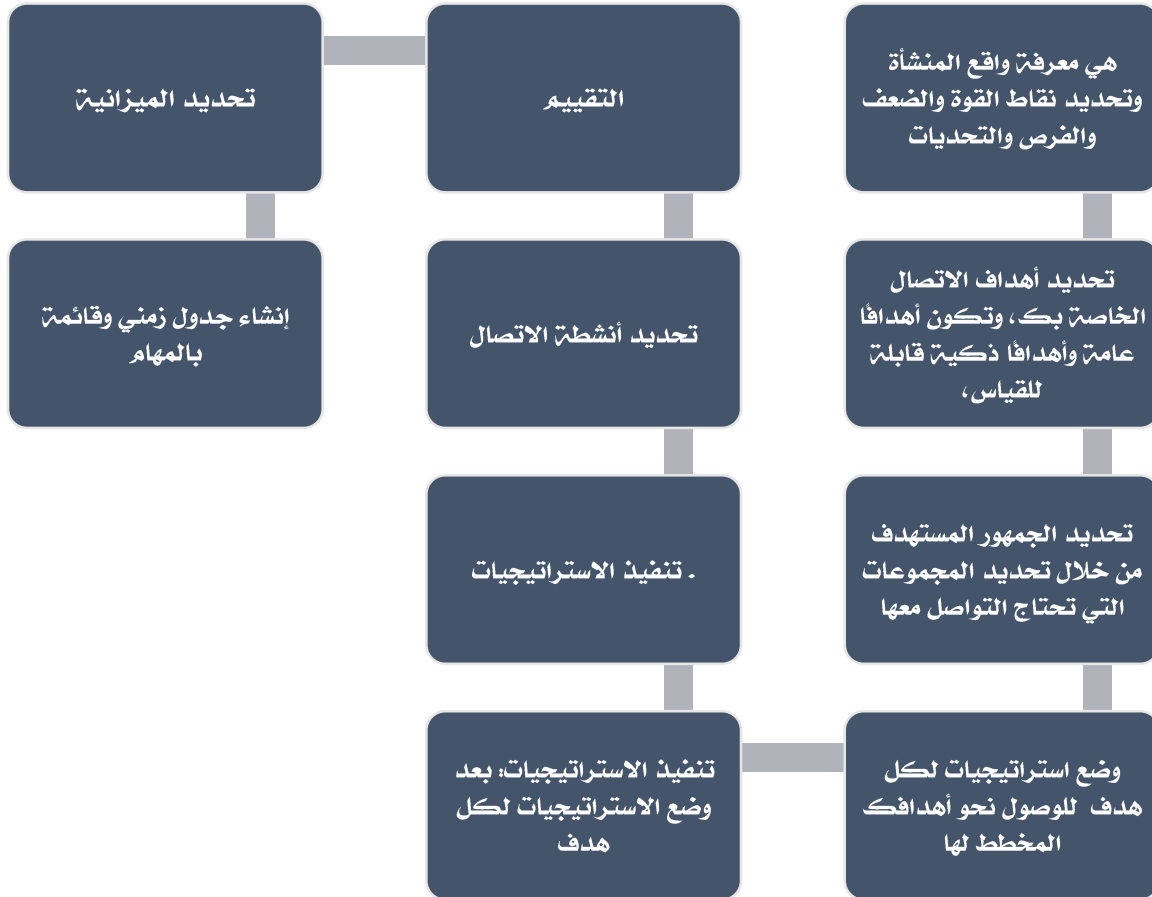 هي معرفة واقع المنشأة
وتحديد نقاط القوة والضعف
والفرص والتحديات
تحديد أهداف الاتصال
الخاصة بك، وتكون أهدافًا
عامة وأهدافًا ذكية قابلة
للقياس،
تحديد الجمهور المستهدف
من خلال تحديد المجموعات
التي تحتاج التواصل معها
وضع استراتيجيات لكل
هدف للوصول نحو أهدافك
المخطط لها
تنفيذ الاستراتيجيات: بعد
وضع الاستراتيجيات لكل
هدف
. تنفيذ الاستراتيجيات
تحديد أنشطة الاتصال
التقييم
تحديد الميزانية
إنشاء جدول زمني وقائمة
بالمهام